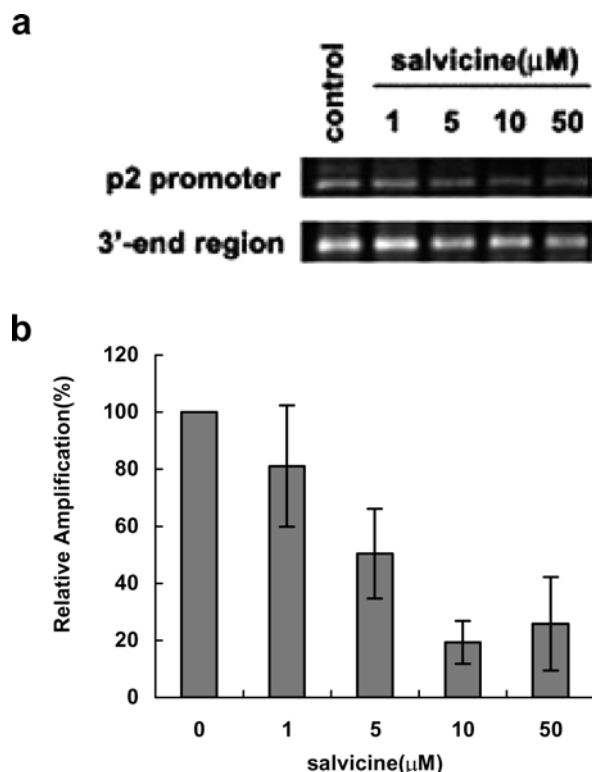 a
control
salvicine(μM)
1 5 10 50
p2 promoter
3'-end region
b
Relative Amplification(%)
120
100
80
60
40
20
0
0 1 5 10 50
salvicine(μM)